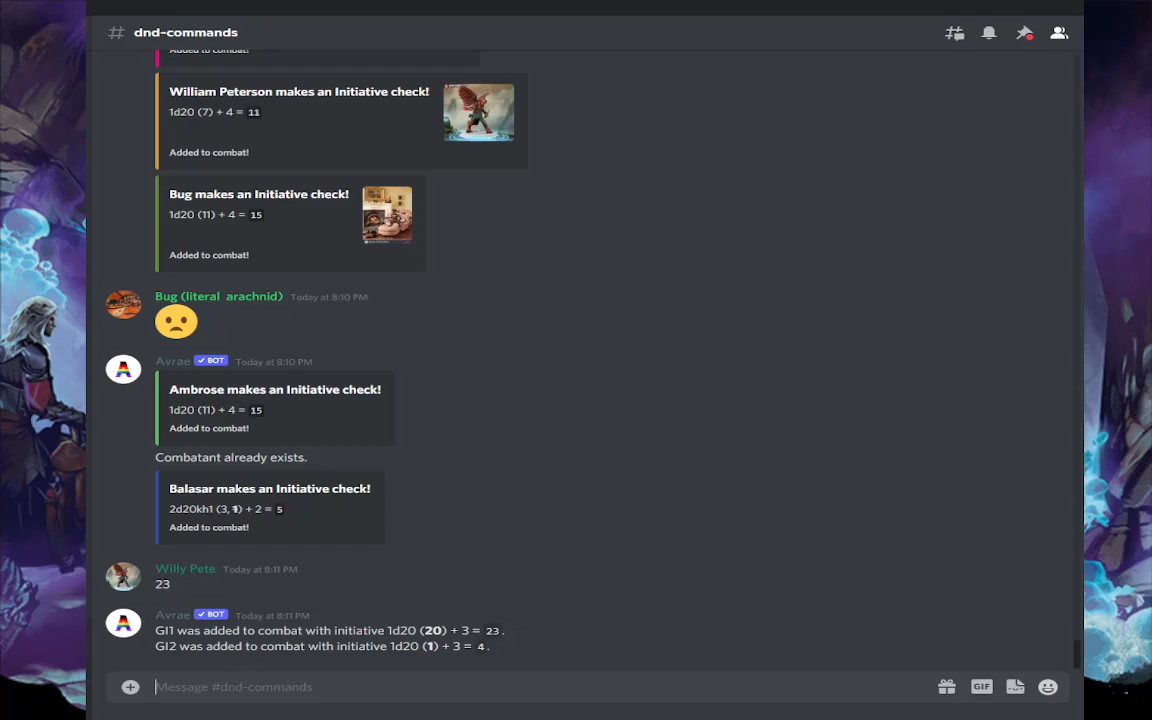 # dnd-commands
Added to combat!
William Peterson makes an Initiative check!
1d20 (7) + 4 = 11
Added to combat!
Bug makes an Initiative check!
1d20 (11) + 4 = 15
Added to combat!
Bug (literal arachnid) Today at 8:10 PM
Avrae ✓ BOT Today at 8:10 PM
Ambrose makes an Initiative check!
1d20 (11) + 4 = 15
Added to combat!
Combatant already exists.
Balasar makes an Initiative check!
2d20kh1 (3, 1) + 2 = 5
Added to combat!
Willy Pete Today at 8:11 PM
23
Avrae ✓ BOT Today at 8:11 PM
GI1 was added to combat with initiative 1d20 (20) + 3 = 23.
GI2 was added to combat with initiative 1d20 (1) + 3 = 4.
Message #dnd-commands
GIF